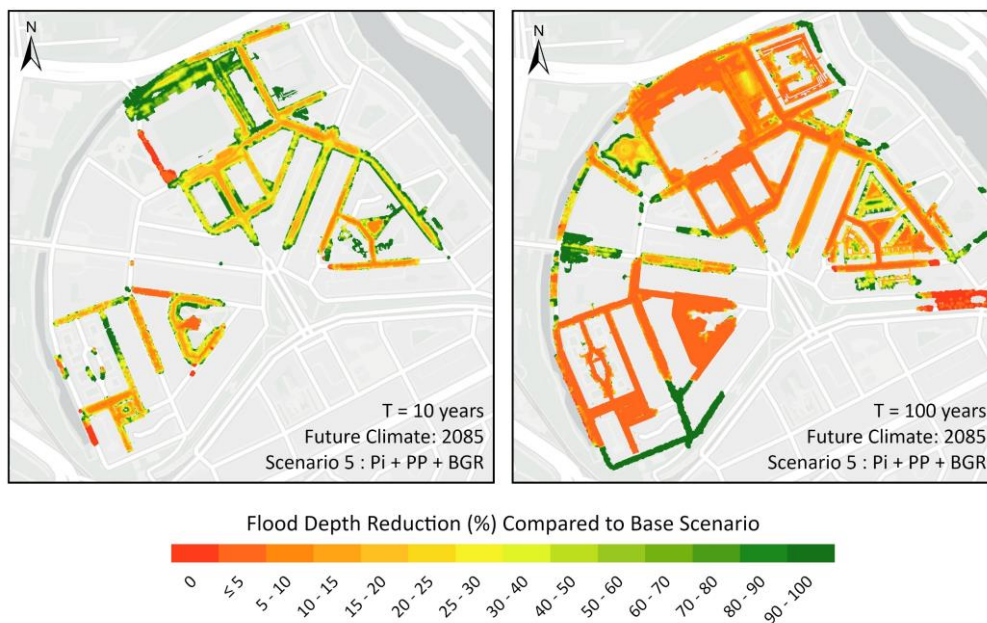 N
T = 10 years
Future Climate: 2085
Scenario 5 : Pi + PP + BGR
N
T = 100 years
Future Climate: 2085
Scenario 5 : Pi + PP + BGR
Flood Depth Reduction (%) Compared to Base Scenario
0
≤ 5
5 - 10
10 - 15
15 - 20
20 - 25
25 - 30
30 - 40
40 - 50
50 - 60
60 - 70
70 - 80
80 - 90
90 - 100